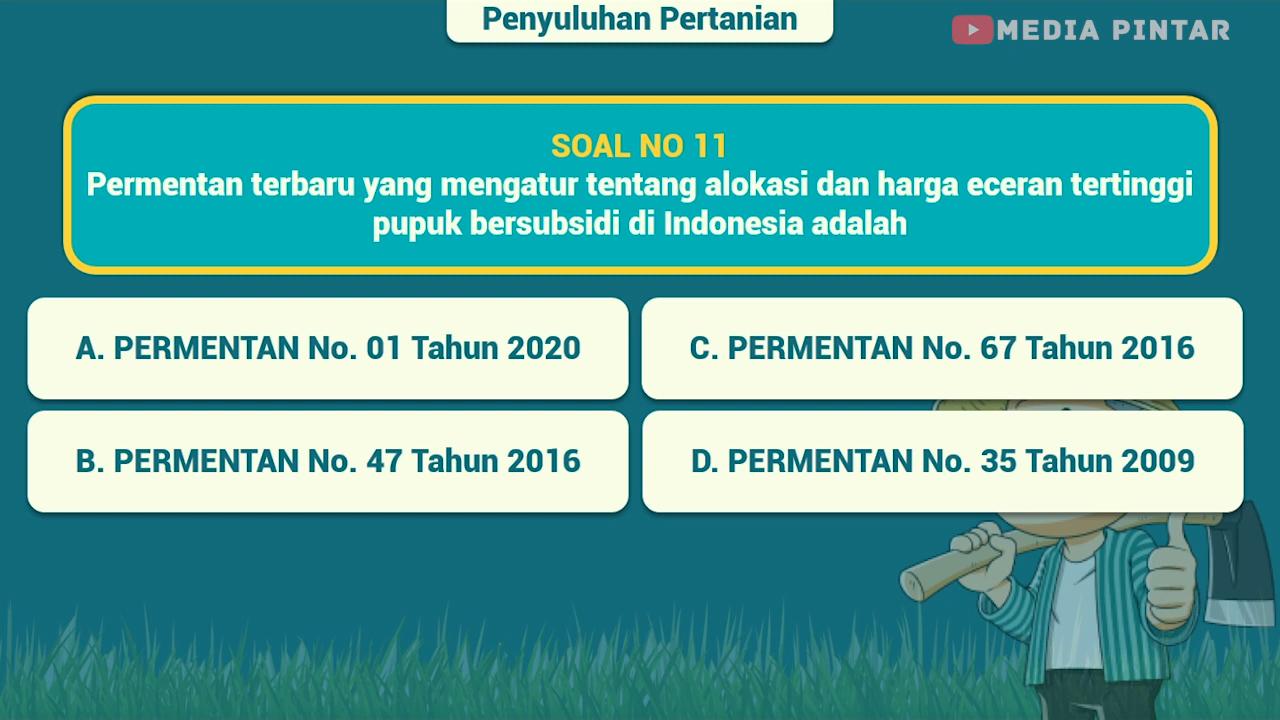 Penyuluhan Pertanian
MEDIA PINTAR
SOAL NO 11
Permentan terbaru yang mengatur tentang alokasi dan harga eceran tertinggi
pupuk bersubsidi di Indonesia adalah
A. PERMENTAN No. 01 Tahun 2020
C. PERMENTAN No. 67 Tahun 2016
B. PERMENTAN No. 47 Tahun 2016
D. PERMENTAN No. 35 Tahun 2009